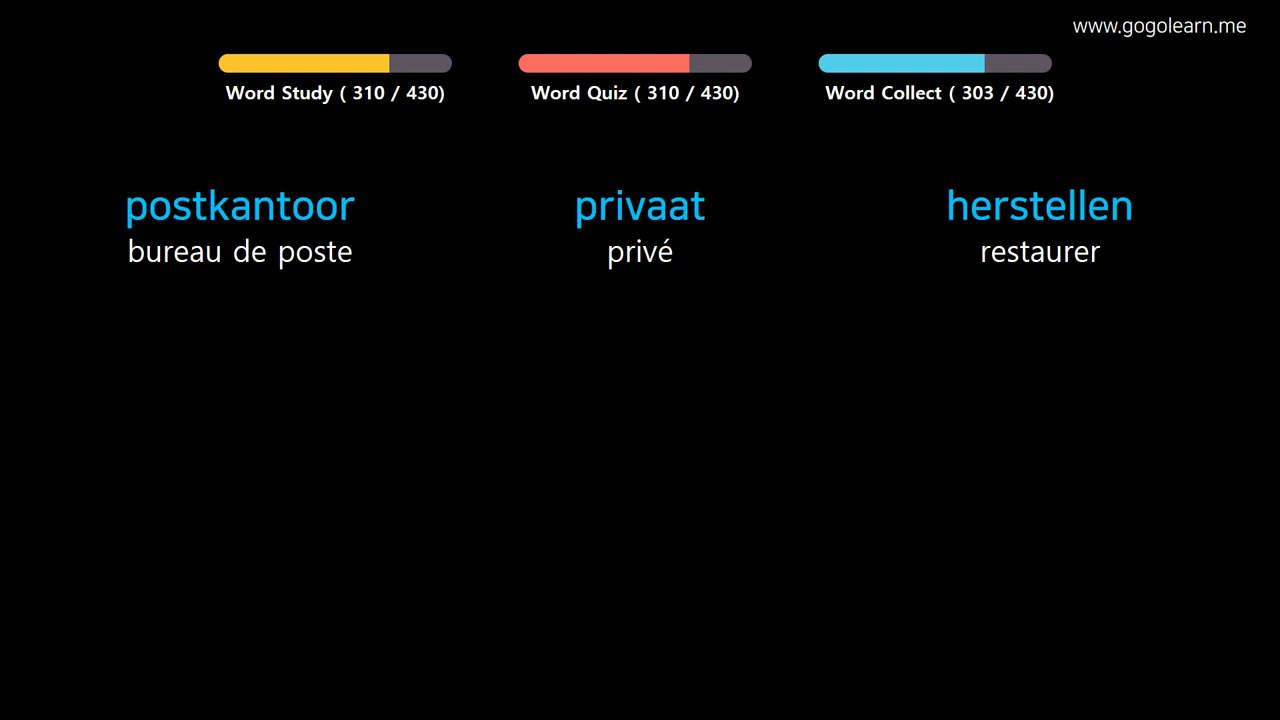 www.gogolearn.me
Word Study ( 310 / 430)
Word Quiz ( 310 / 430)
Word Collect ( 303 / 430)
postkantoor
bureau de poste
privaat
privé
herstellen
restaurer